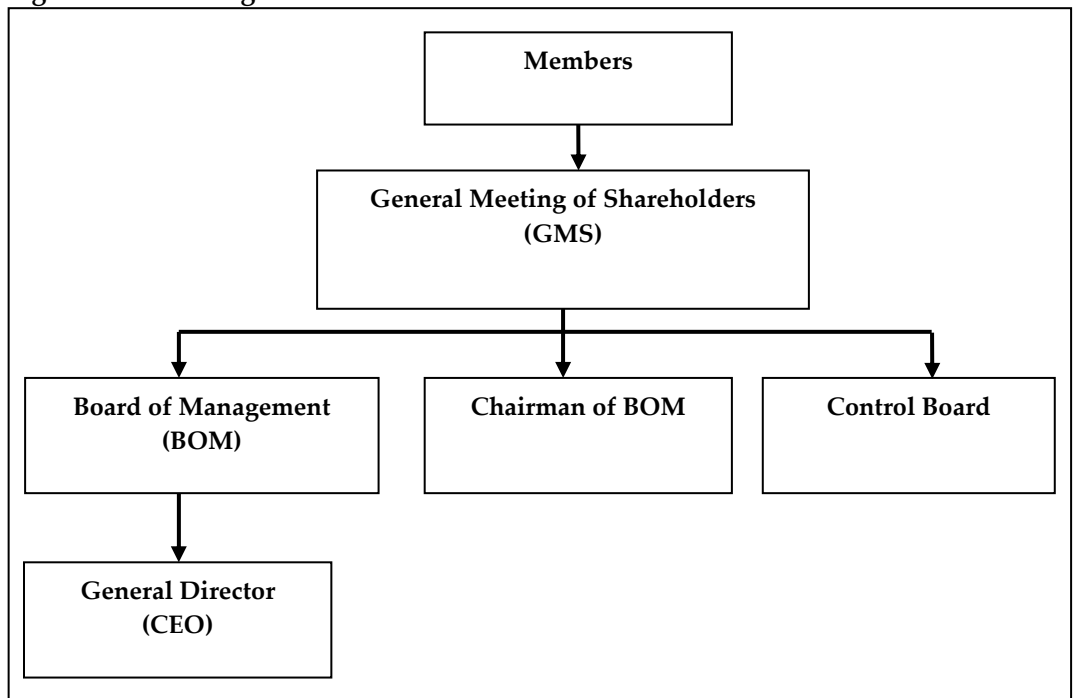 Members
General Meeting of Shareholders
(GMS)
Board of Management
(BOM)
Chairman of BOM
Control Board
General Director
(CEO)